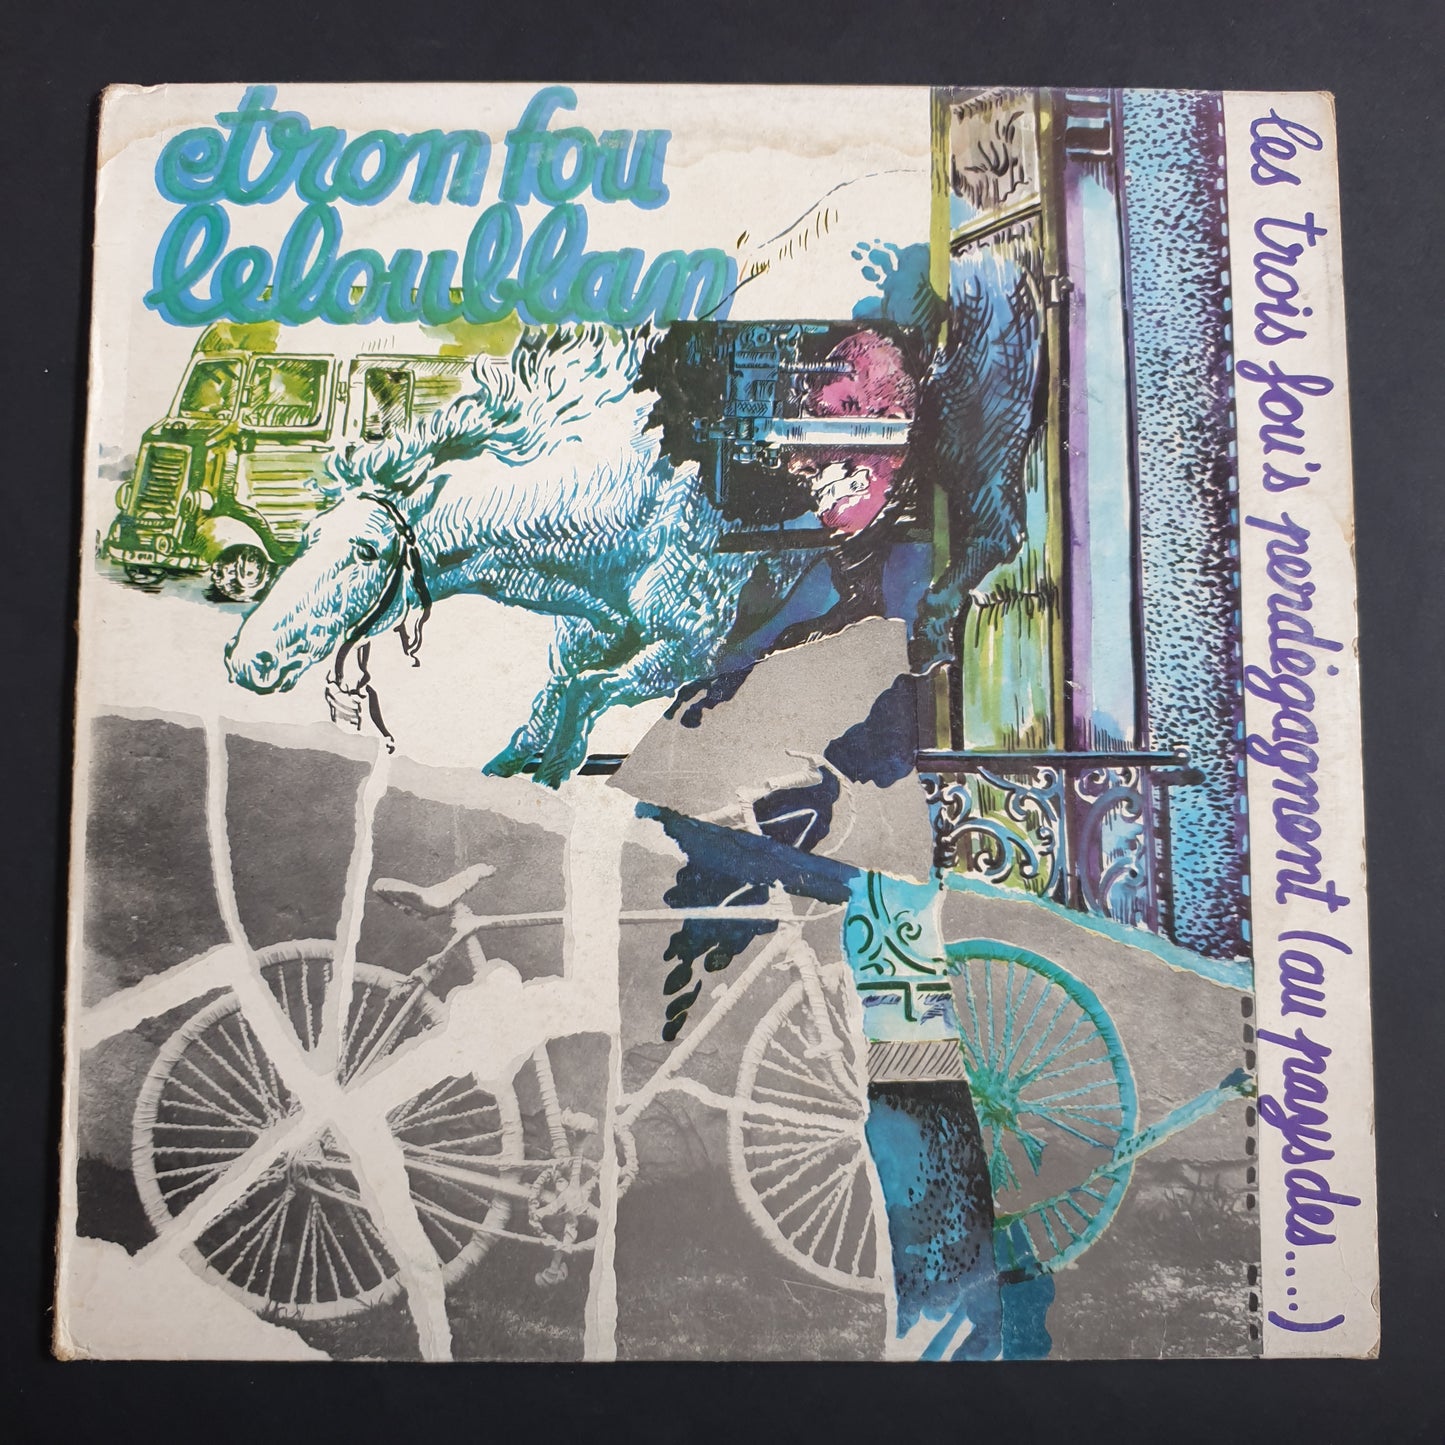 etron fou
leloublan
les trois fou's perdégagnent (au pays des....)